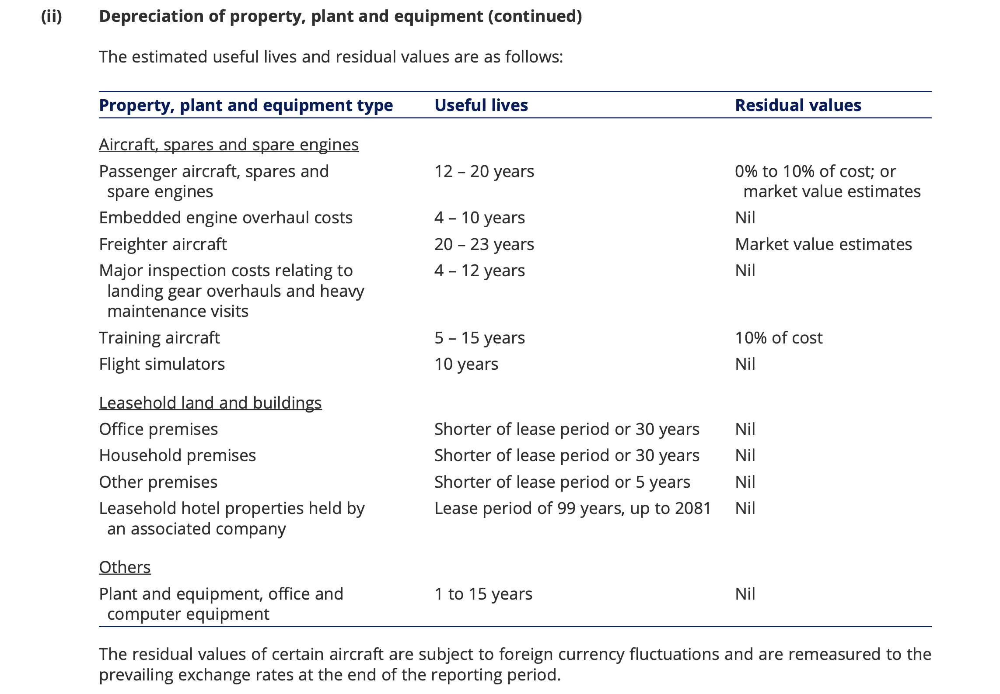 (ii) Depreciation of property, plant and equipment (continued)
The estimated useful lives and residual values are as follows:
Property, plant and equipment type Useful lives Residual values
Aircraft, spares and spare engines
Passenger aircraft, spares and 12 – 20 years 0% to 10% of cost; or
spare engines market value estimates
Embedded engine overhaul costs 4 – 10 years Nil
Freighter aircraft 20 – 23 years Market value estimates
Major inspection costs relating to 4 – 12 years Nil
landing gear overhauls and heavy
maintenance visits
Training aircraft 5 – 15 years 10% of cost
Flight simulators 10 years Nil
Leasehold land and buildings
Office premises Shorter of lease period or 30 years Nil
Household premises Shorter of lease period or 30 years Nil
Other premises Shorter of lease period or 5 years Nil
Leasehold hotel properties held by Lease period of 99 years, up to 2081 Nil
an associated company
Others
Plant and equipment, office and 1 to 15 years Nil
computer equipment
The residual values of certain aircraft are subject to foreign currency fluctuations and are remeasured to the
prevailing exchange rates at the end of the reporting period.